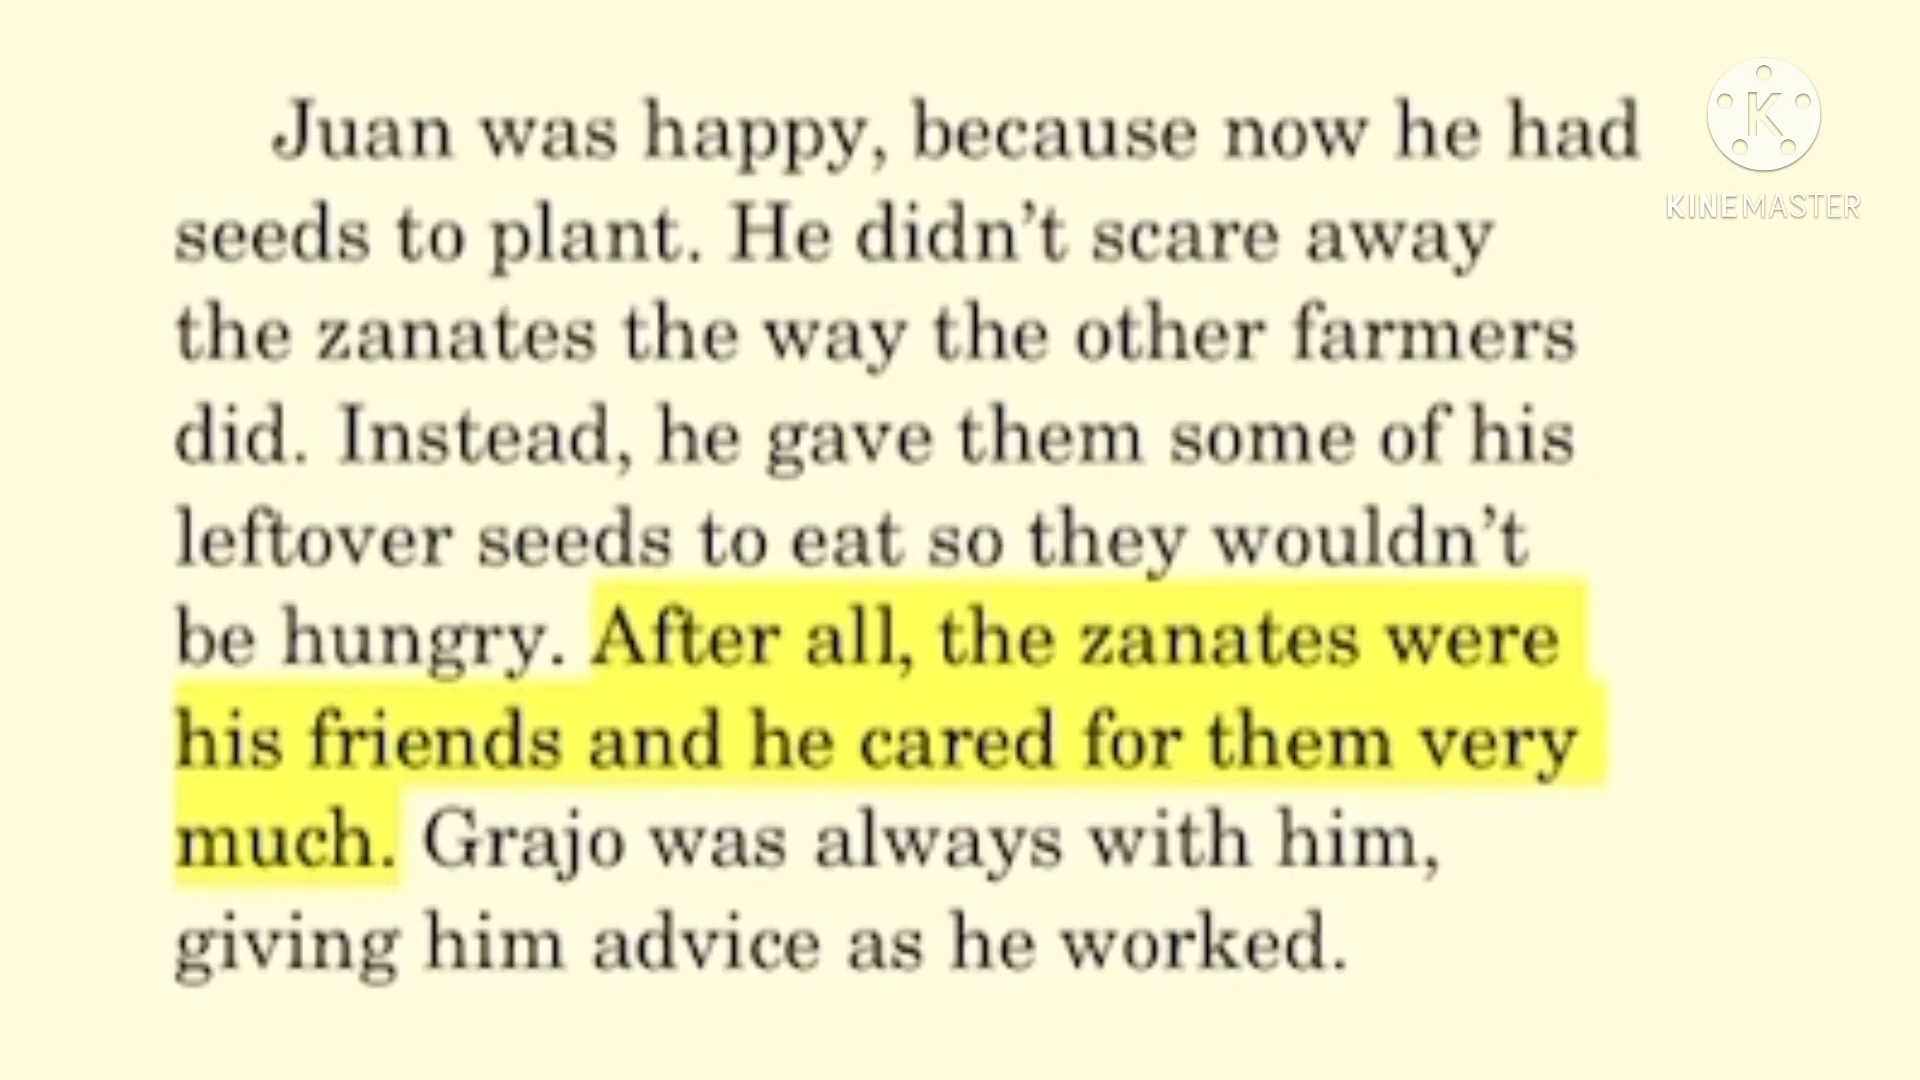 Juan was happy, because now he had
seeds to plant. He didn't scare away
the zanates the way the other farmers
did. Instead, he gave them some of his
leftover seeds to eat so they wouldn't
be hungry. After all, the zanates were
his friends and he cared for them very
much. Grajo was always with him,
giving him advice as he worked.
K
KINEMASTER